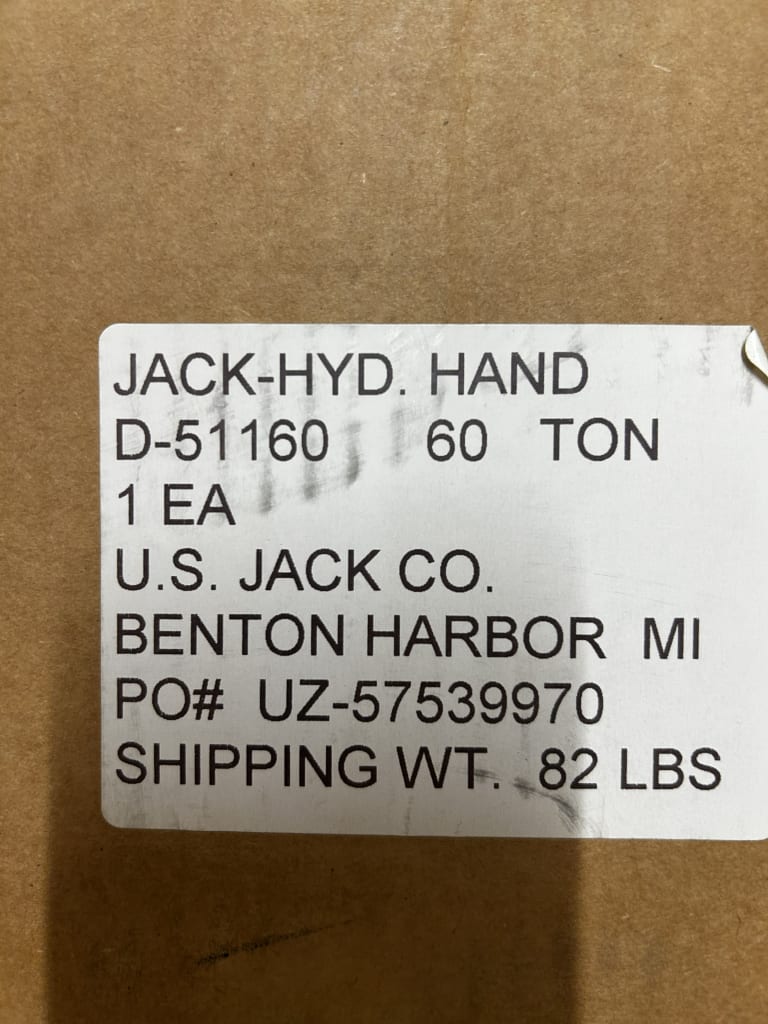 JACK-HYD. HAND
D-51160 60 TON
1 EA
U.S. JACK CO.
BENTON HARBOR MI
PO# UZ-57539970
SHIPPING WT. 82 LBS